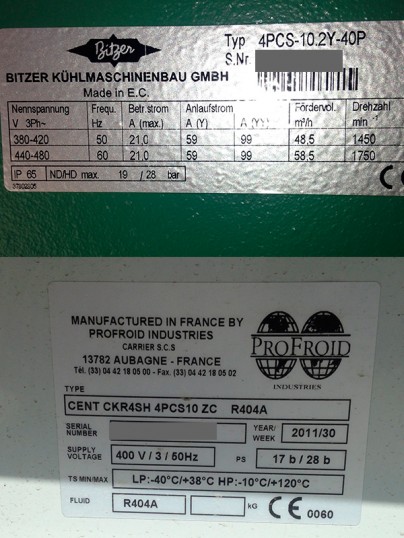 Bitzer
Typ 4PCS-10.2Y-40P
S.Nr.
BITZER KÜHLMASCHINENBAU GMBH
Made in E.C.
Nennspannung Frequ. Betr.strom Anlaufstrom Fördervol. Drehzahl
V 3Ph~ Hz A (max.) A (Y) A (YY) m³/h min -1
380-420 50 21,0 59 99 48,5 1450
440-480 60 21,0 59 99 58,5 1750
IP 65 ND/HD max. 19 / 28 bar
MANUFACTURED IN FRANCE BY
PROFROID INDUSTRIES
CARRIER S.C.S
13782 AUBAGNE - FRANCE
Tél. (33) 04 42 18 05 00 - Fax. (33) 04 42 18 05 02
PROFROID
INDUSTRIES
TYPE
CENT CKR4SH 4PCS10 ZC R404A
SERIAL NUMBER YEAR/ WEEK 2011/30
SUPPLY VOLTAGE 400 V / 3 / 50Hz PS 17 b / 28 b
TS MIN/MAX LP:-40°C/+38°C HP:-10°C/+120°C
FLUID R404A kG CE 0060